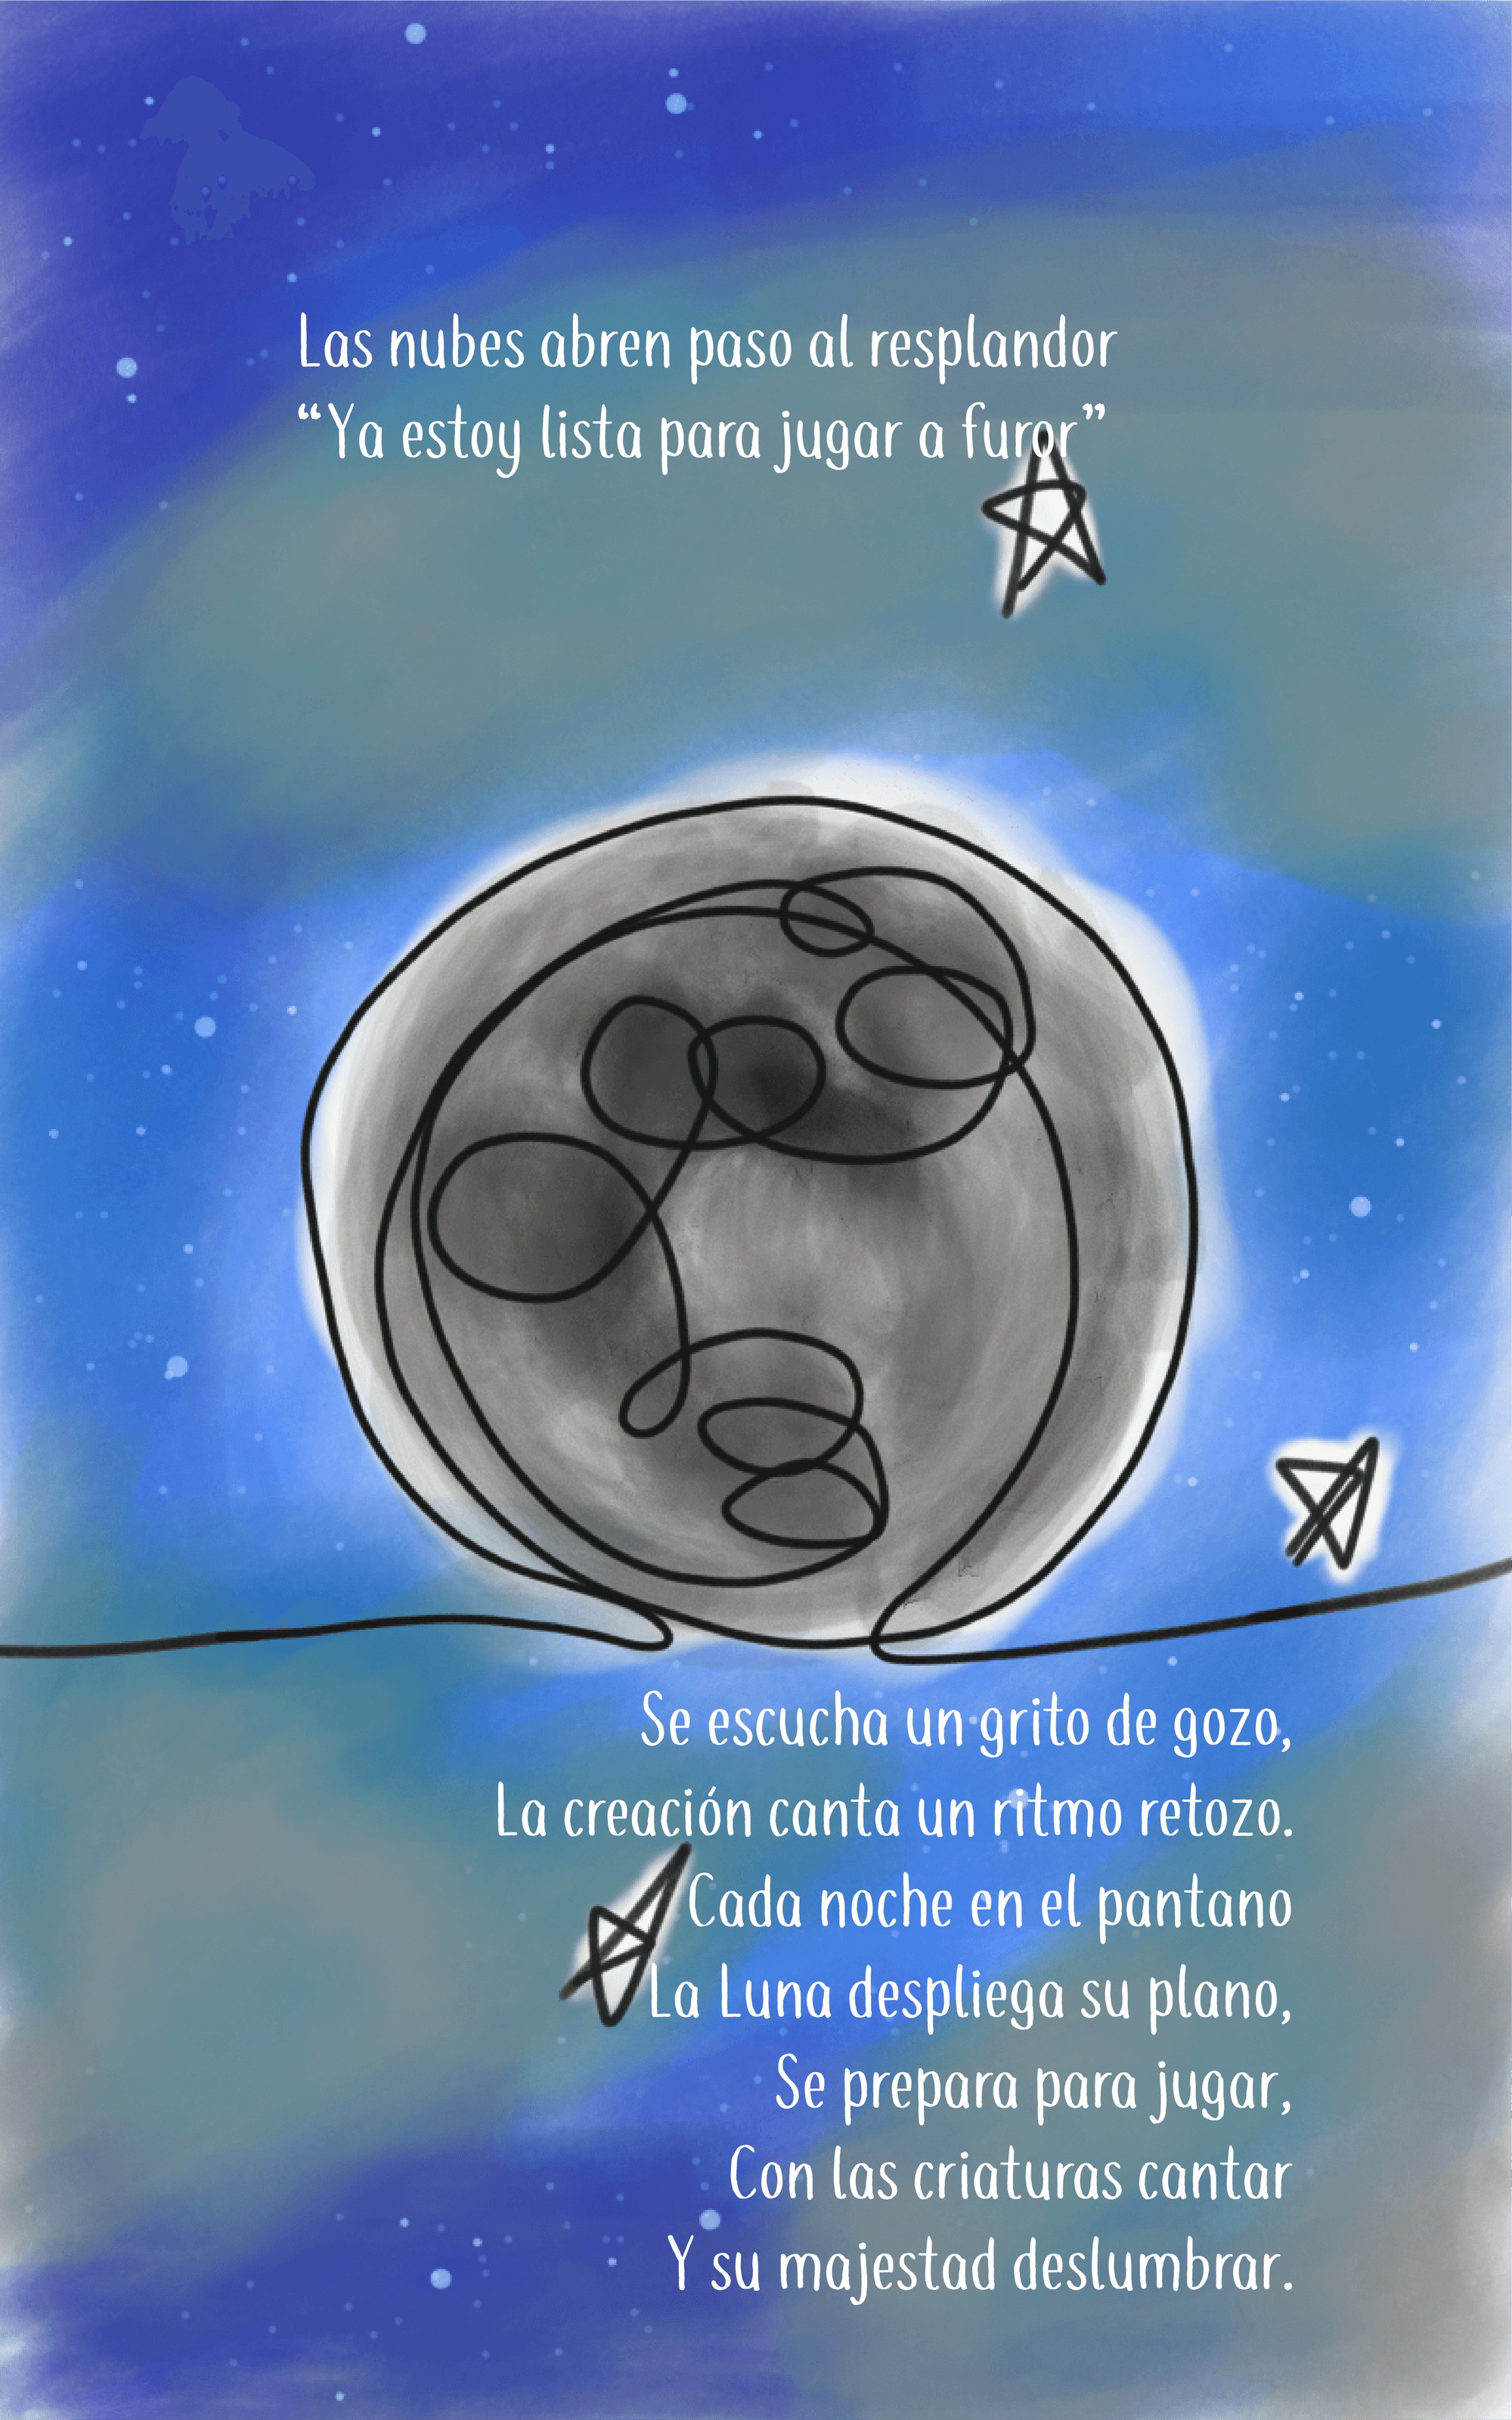 Las nubes abren paso al resplandor
“Ya estoy lista para jugar a furor”
Se escucha un grito de gozo,
La creación canta un ritmo retozo.
Cada noche en el pantano
La Luna despliega su plano,
Se prepara para jugar,
Con las criaturas cantar
Y su majestad deslumbrar.